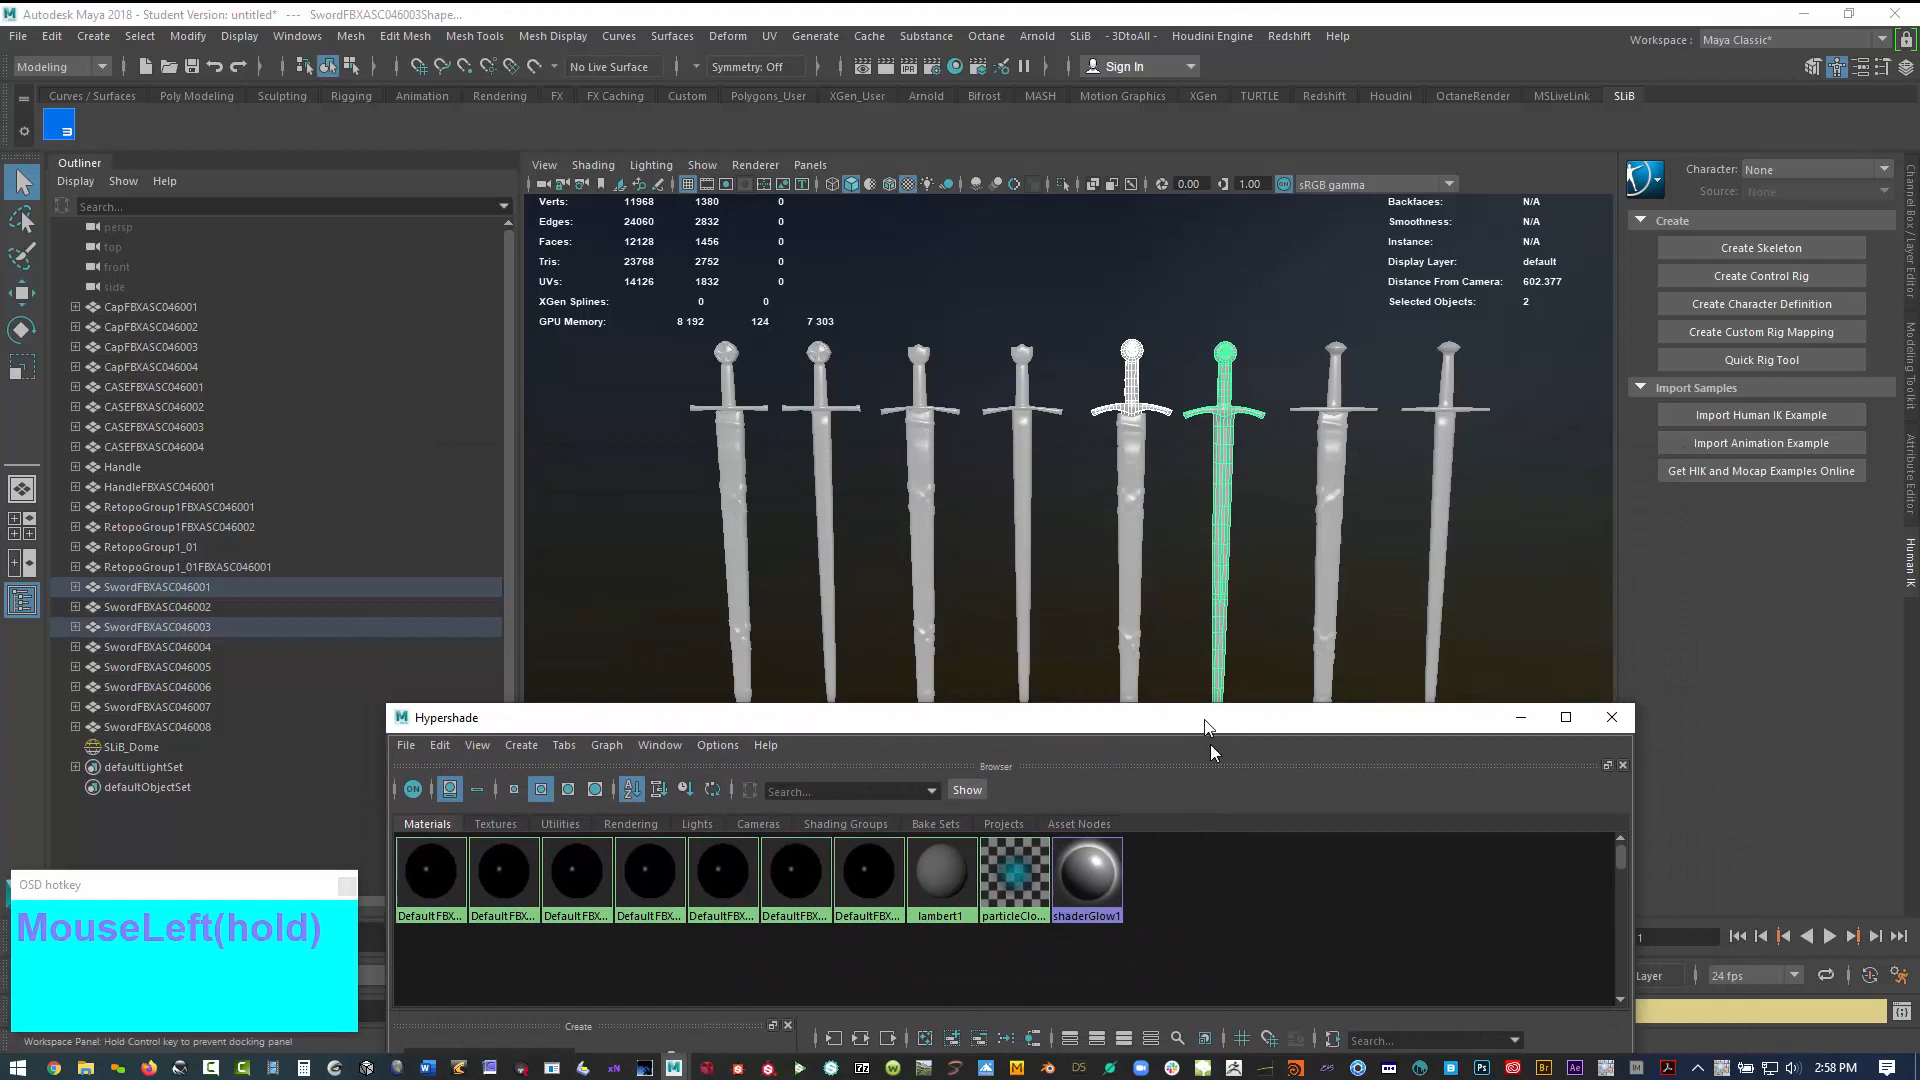 Autodesk Maya 2018 - Student Version: untitled*   ---   SwordFBXASC046003Shape...
File Edit Create Select Modify Display Windows Mesh Edit Mesh Mesh Tools Mesh Display Curves Surfaces Deform UV Generate Cache Substance Octane Arnold SLiB - 3DtoAll - Houdini Engine Redshift Help
Workspace : Maya Classic*
Modeling No Live Surface Symmetry: Off Sign In
Curves / Surfaces Poly Modeling Sculpting Rigging Animation Rendering FX FX Caching Custom Polygons_User XGen_User Arnold Bifrost MASH Motion Graphics XGen TURTLE Redshift Houdini OctaneRender MSLiveLink SLiB
3
Outliner
Display Show Help
Search...
persp
top
front
side
CapFBXASC046001
CapFBXASC046002
CapFBXASC046003
CapFBXASC046004
CASEFBXASC046001
CASEFBXASC046002
CASEFBXASC046003
CASEFBXASC046004
Handle
HandleFBXASC046001
RetopoGroup1FBXASC046001
RetopoGroup1FBXASC046002
RetopoGroup1_01
RetopoGroup1_01FBXASC046001
SwordFBXASC046001
SwordFBXASC046002
SwordFBXASC046003
SwordFBXASC046004
SwordFBXASC046005
SwordFBXASC046006
SwordFBXASC046007
SwordFBXASC046008
SLiB_Dome
defaultLightSet
defaultObjectSet
View Shading Lighting Show Renderer Panels
0.00 1.00 sRGB gamma
Verts: 11968 1380 0
Edges: 24060 2832 0
Faces: 12128 1456 0
Tris: 23768 2752 0
UVs: 14126 1832 0
XGen Splines: 0 0
GPU Memory: 8 192 124 7 303
Backfaces: N/A
Smoothness: N/A
Instance: N/A
Display Layer: default
Distance From Camera: 602.377
Selected Objects: 2
Character: None
Source: None
Create
Create Skeleton
Create Control Rig
Create Character Definition
Create Custom Rig Mapping
Quick Rig Tool
Import Samples
Import Human IK Example
Import Animation Example
Get HIK and Mocap Examples Online
Channel Box / Layer Editor
Modeling Toolkit
Attribute Editor
Human IK
Hypershade
File Edit View Create Tabs Graph Window Options Help
Browser
ON Search... Show
Materials Textures Utilities Rendering Lights Cameras Shading Groups Bake Sets Projects Asset Nodes
DefaultFBX... DefaultFBX... DefaultFBX... DefaultFBX... DefaultFBX... DefaultFBX... DefaultFBX... lambert1 particleClo... shaderGlow1
Create
Search...
OSD hotkey
MouseLeft(hold)
1
Layer 24 fps
Workspace Panel: Hold Control key to prevent docking panel
2:58 PM